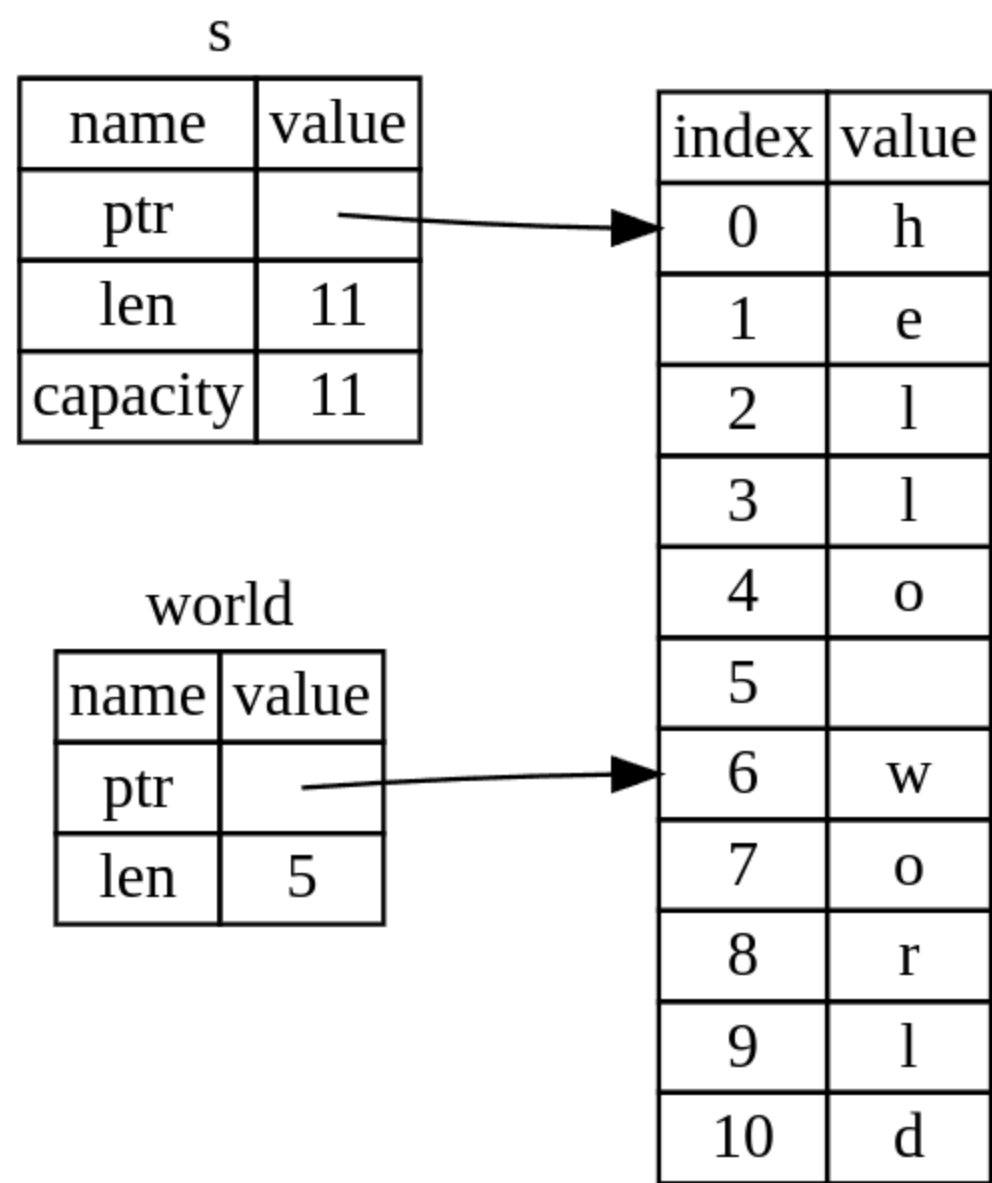 s
name value
ptr
len 11
capacity 11
world
name value
ptr
len 5
index value
0 h
1 e
2 l
3 l
4 o
5
6 w
7 o
8 r
9 l
10 d